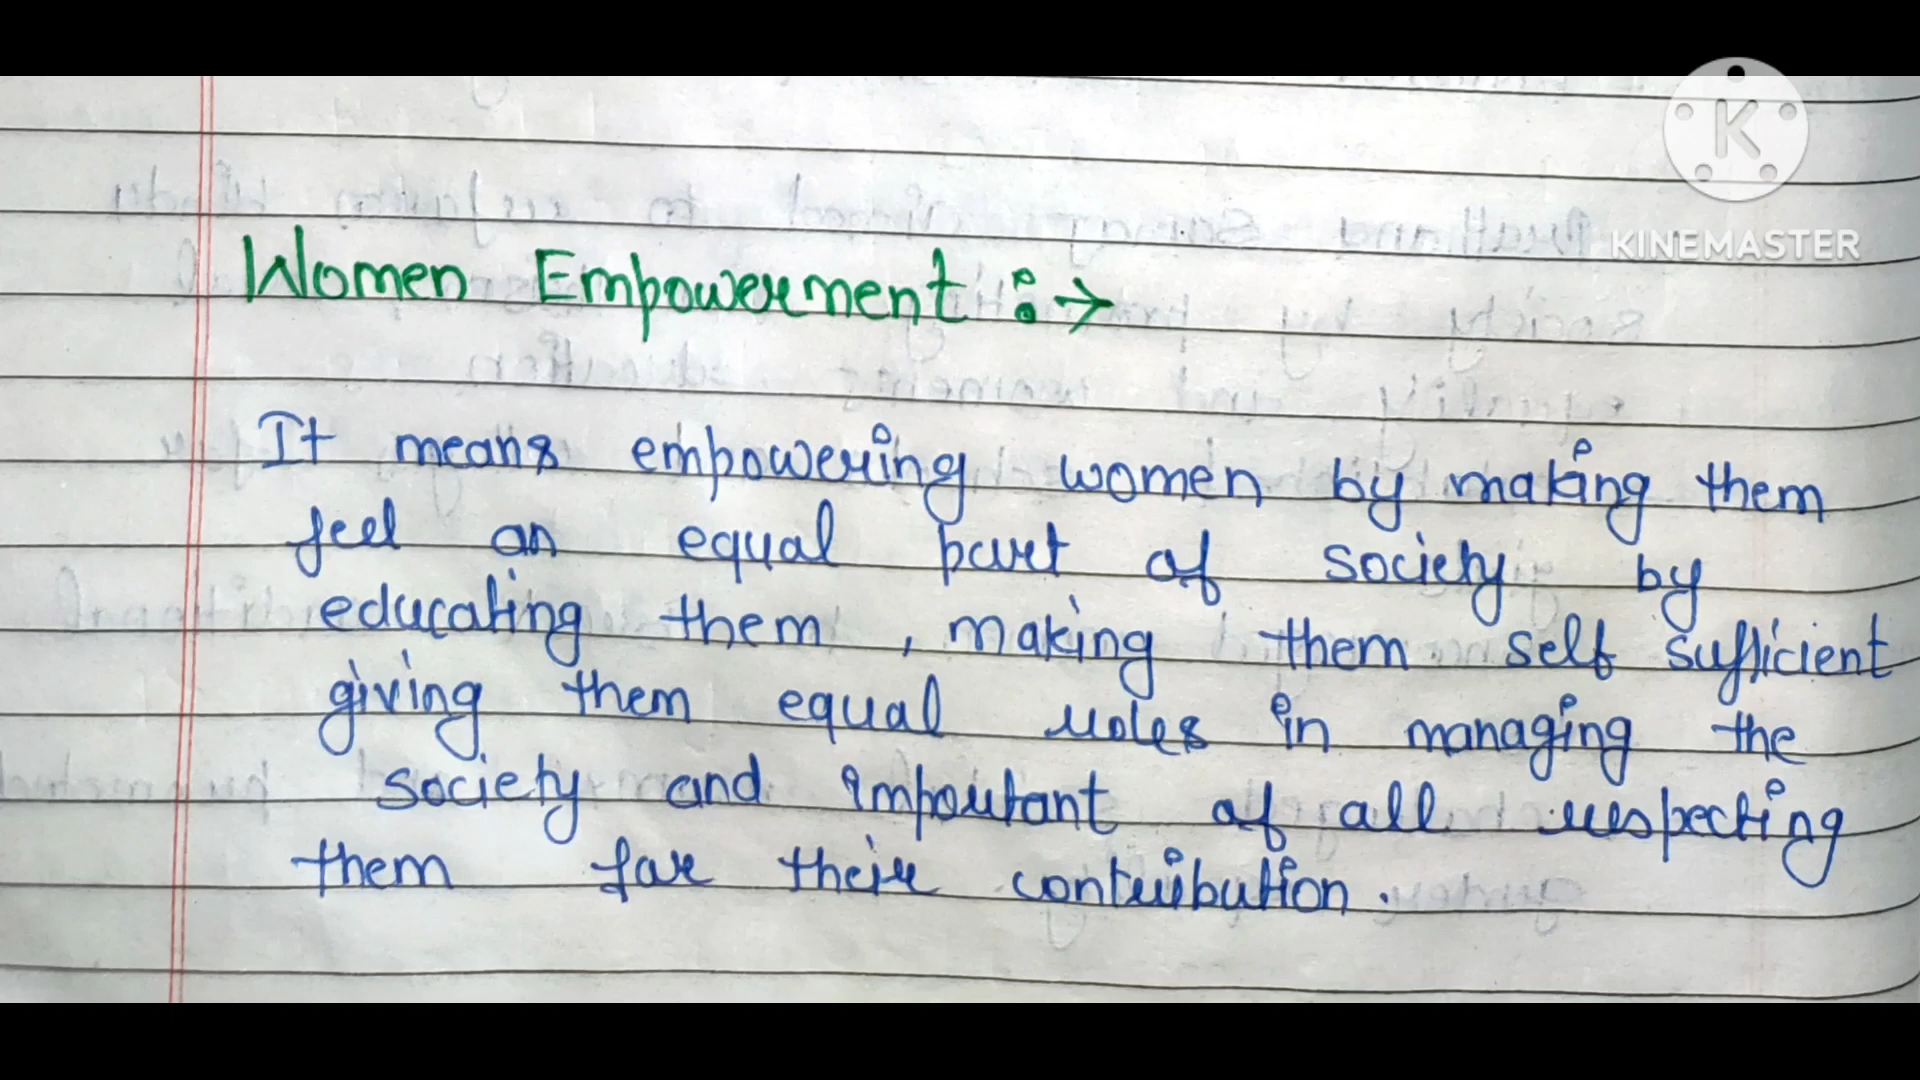 KINEMASTER
Women Empowerment :→
It means empowering women by making them
feel an equal part of society by
educating them , making them self sufficient
giving them equal roles in managing the
society and important of all respecting
them for their contribution .